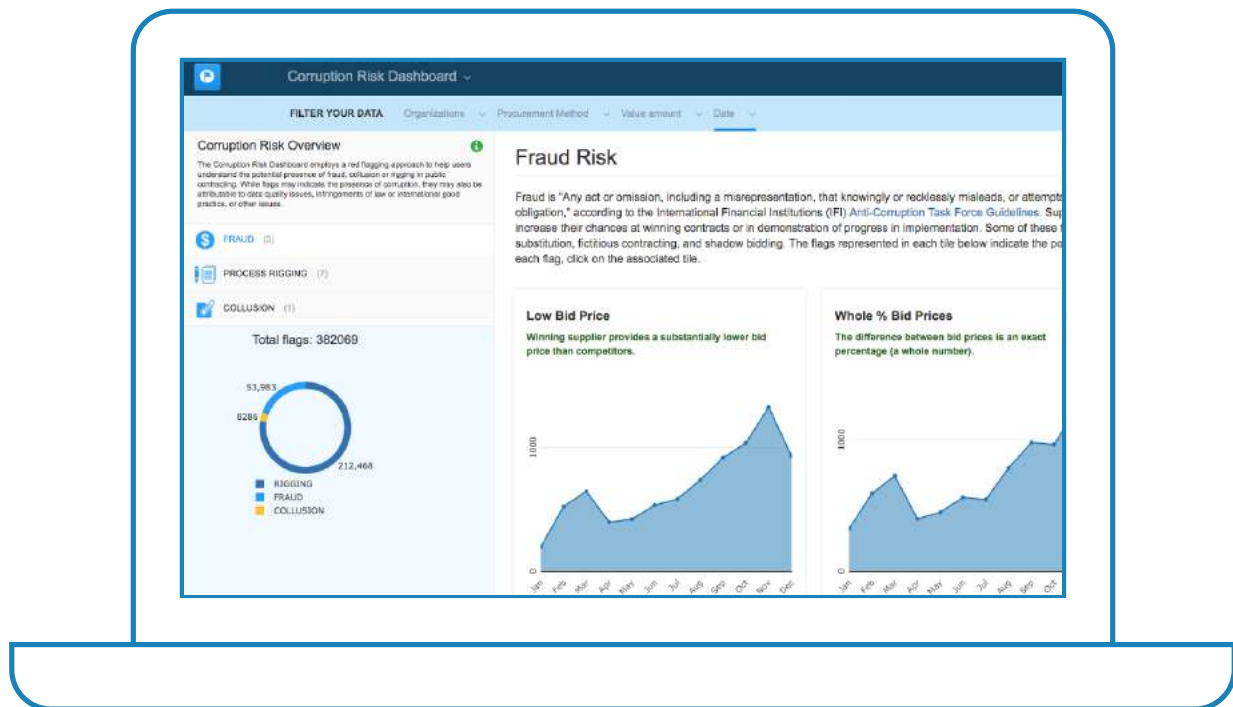 Corruption Risk Dashboard
FILTER YOUR DATA Organizations Procurement Method Value amount Date
Corruption Risk Overview
The Corruption Risk Dashboard employs a red flagging approach to help users
understand the potential presence of fraud, collusion or rigging in public
contracting. While flags may indicate the presence of corruption, they may also be
attributable to data quality issues, infringements of law or international good
practice, or other issues.
FRAUD
PROCESS RIGGING (7)
COLLUSION (1)
Total flags: 382069
53,983
8286
212,468
RIGGING
FRAUD
COLLUSION
Fraud Risk
Fraud is "Any act or omission, including a misrepresentation, that knowingly or recklessly misleads, or attempts
obligation," according to the International Financial Institutions (IFI) Anti-Corruption Task Force Guidelines. Sup
increase their chances at winning contracts or in demonstration of progress in implementation. Some of these
substitution, fictitious contracting, and shadow bidding. The flags represented in each tile below indicate the po
each flag, click on the associated tile.
Low Bid Price
Winning supplier provides a substantially lower bid
price than competitors.
1000
0
Jan Feb Mar Apr May Jun Jul Aug Sep Oct Nov Dec
Whole % Bid Prices
The difference between bid prices is an exact
percentage (a whole number).
1000
0
Jan Feb Mar Apr May Jun Jul Aug Sep Oct